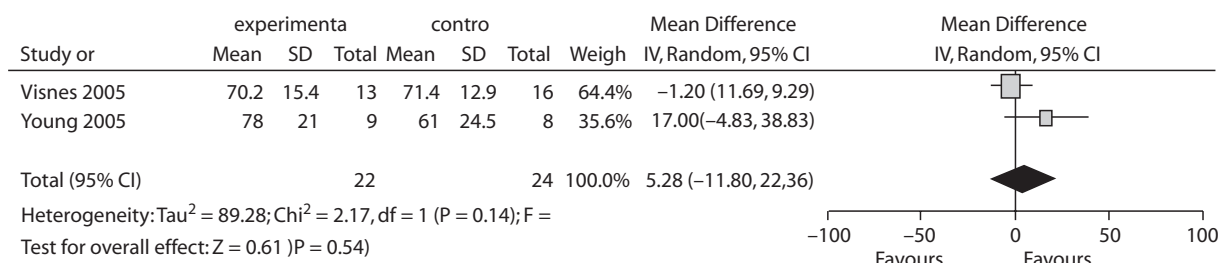 experimenta contro Mean Difference Mean Difference
Study or Mean SD Total Mean SD Total Weigh IV, Random, 95% CI IV, Random, 95% CI
Visnes 2005 70.2 15.4 13 71.4 12.9 16 64.4% –1.20 (11.69, 9.29)
Young 2005 78 21 9 61 24.5 8 35.6% 17.00(–4.83, 38.83)
Total (95% CI) 22 24 100.0% 5.28 (–11.80, 22,36)
Heterogeneity: Tau² = 89.28; Chi² = 2.17, df = 1 (P = 0.14); F =
Test for overall effect: Z = 0.61 )P = 0.54)
–100 –50 0 50 100
Favours Favours